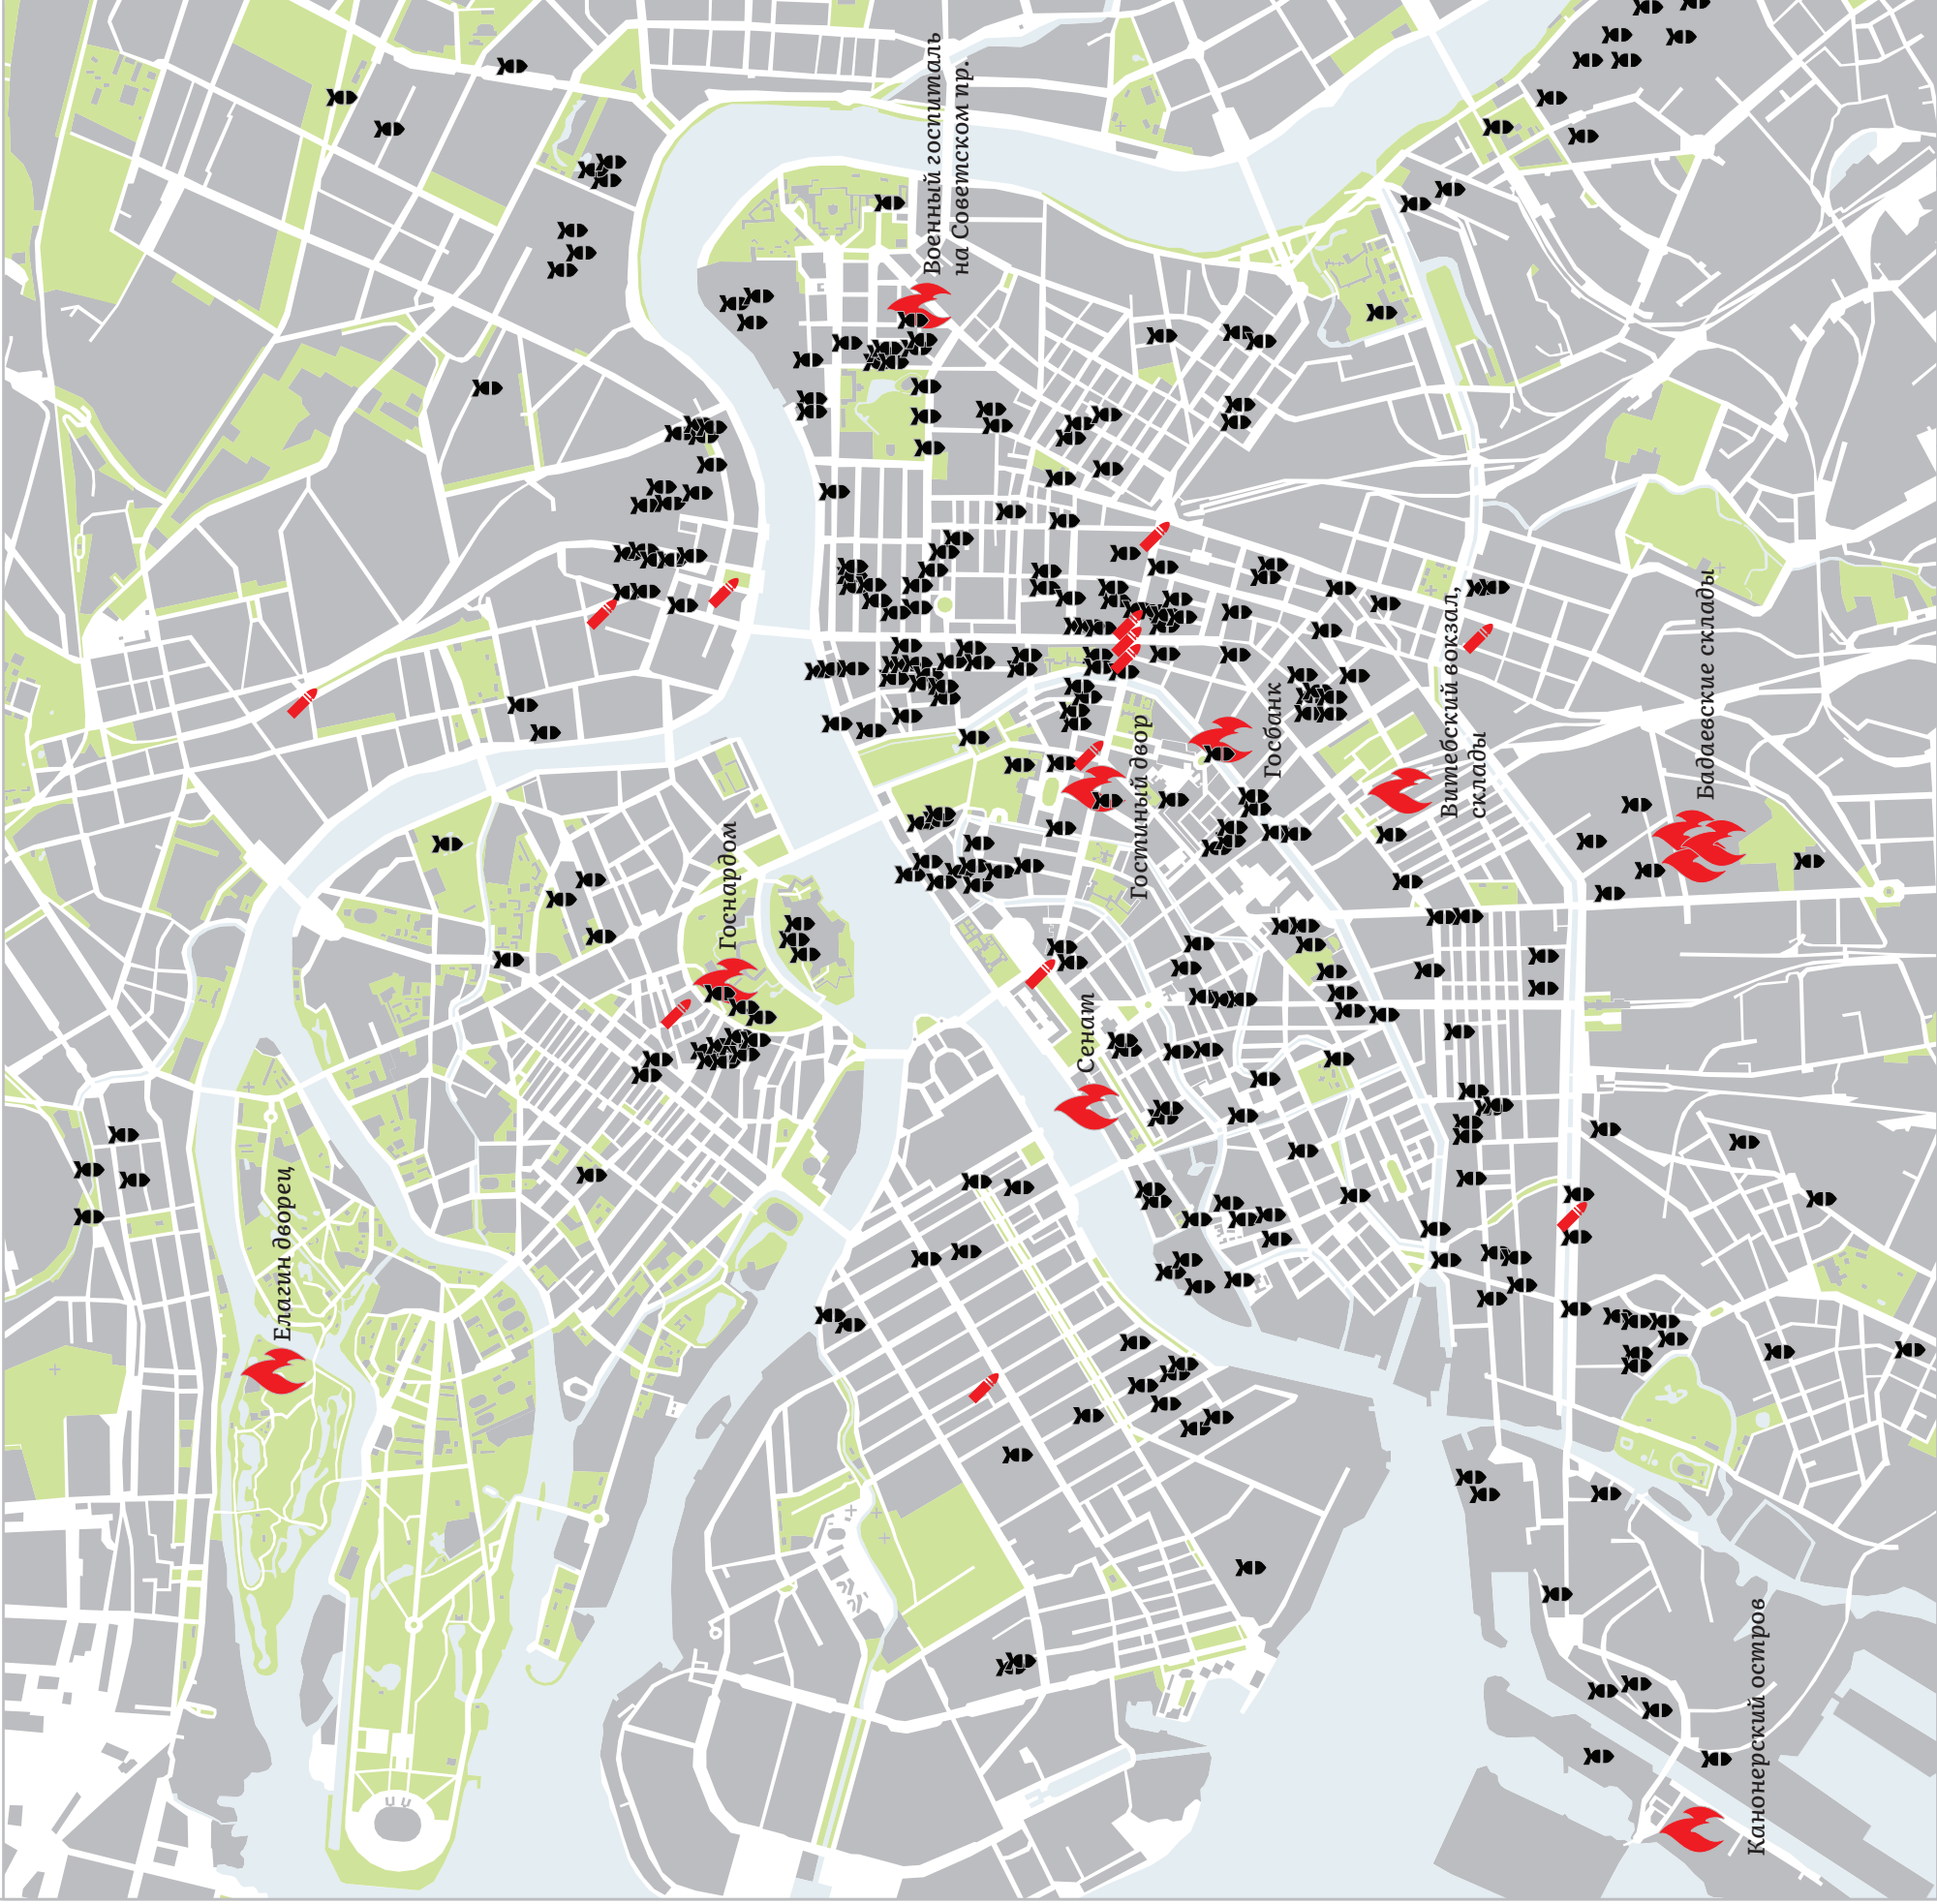 Военный госпиталь
на Советском пр.
Госнардом
Елагин дворец
Сенат
Гостиный двор
Госбанк
Витебский вокзал,
склады
Бадаевские склады
Канонерский остров